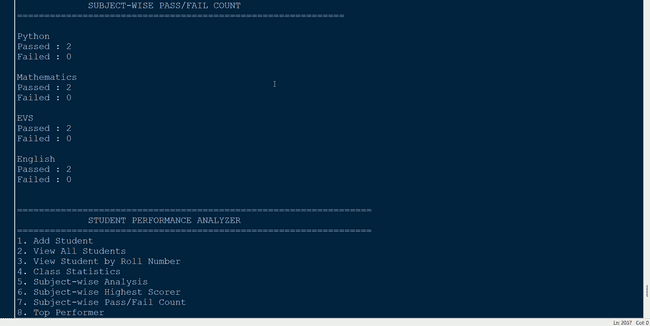 SUBJECT-WISE PASS/FAIL COUNT
============================================================
Python
Passed : 2
Failed : 0
Mathematics
Passed : 2
Failed : 0
EVS
Passed : 2
Failed : 0
English
Passed : 2
Failed : 0
=================================================================
STUDENT PERFORMANCE ANALYZER
=================================================================
1. Add Student
2. View All Students
3. View Student by Roll Number
4. Class Statistics
5. Subject-wise Analysis
6. Subject-wise Highest Scorer
7. Subject-wise Pass/Fail Count
8. Top Performer
Ln: 2037 Col: 0